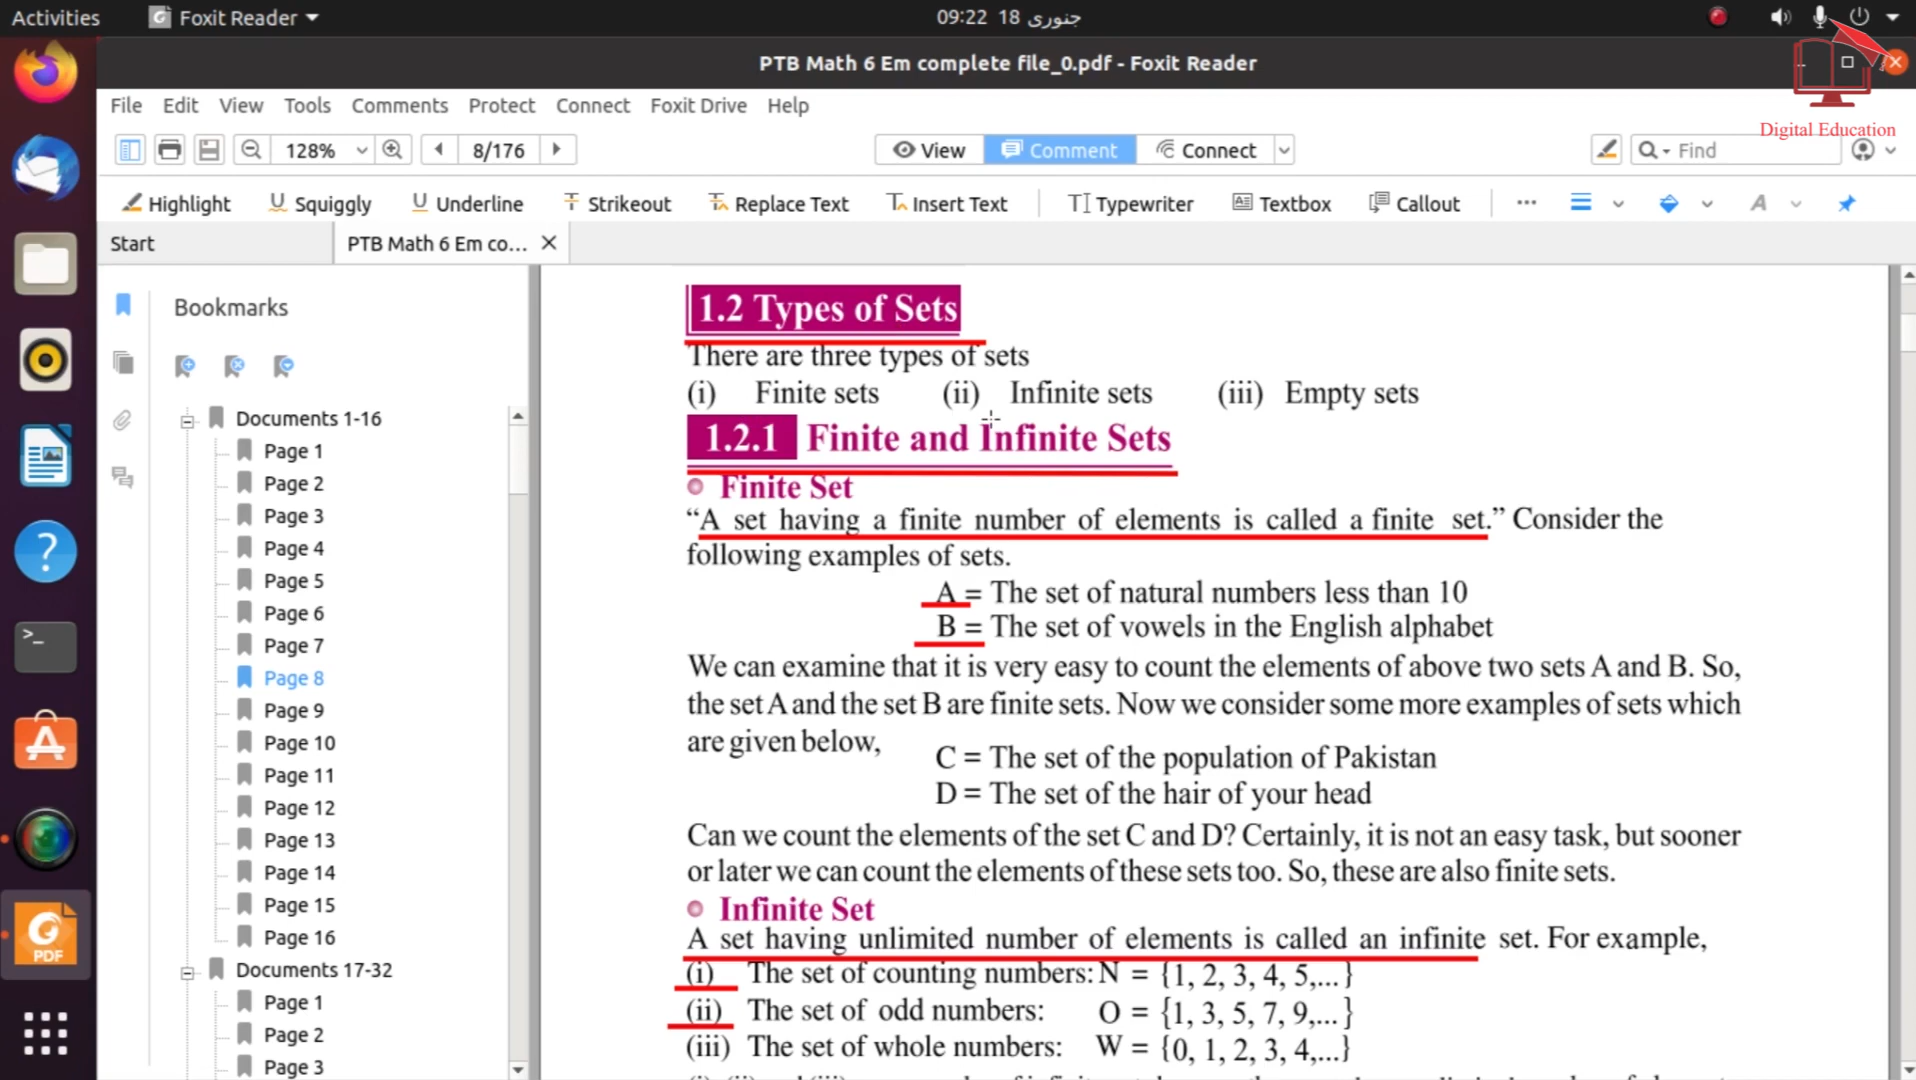 Activities
Foxit Reader
09:22 18 جنوری
PTB Math 6 Em complete file_0.pdf - Foxit Reader
Digital Education
File Edit View Tools Comments Protect Connect Foxit Drive Help
128%
8/176
View
Comment
Connect
Find
Highlight
Squiggly
Underline
Strikeout
Replace Text
Insert Text
Typewriter
Textbox
Callout
Start
PTB Math 6 Em co...
Bookmarks
Documents 1-16
Page 1
Page 2
Page 3
Page 4
Page 5
Page 6
Page 7
Page 8
Page 9
Page 10
Page 11
Page 12
Page 13
Page 14
Page 15
Page 16
Documents 17-32
Page 1
Page 2
Page 3
PDF
1.2 Types of Sets
There are three types of sets
(i) Finite sets (ii) Infinite sets (iii) Empty sets
1.2.1 Finite and Infinite Sets
Finite Set
“A set having a finite number of elements is called a finite set.” Consider the
following examples of sets.
A = The set of natural numbers less than 10
B = The set of vowels in the English alphabet
We can examine that it is very easy to count the elements of above two sets A and B. So,
the set A and the set B are finite sets. Now we consider some more examples of sets which
are given below,
C = The set of the population of Pakistan
D = The set of the hair of your head
Can we count the elements of the set C and D? Certainly, it is not an easy task, but sooner
or later we can count the elements of these sets too. So, these are also finite sets.
Infinite Set
A set having unlimited number of elements is called an infinite set. For example,
(i) The set of counting numbers: N = {1, 2, 3, 4, 5,...}
(ii) The set of odd numbers: O = {1, 3, 5, 7, 9,...}
(iii) The set of whole numbers: W = {0, 1, 2, 3, 4,...}